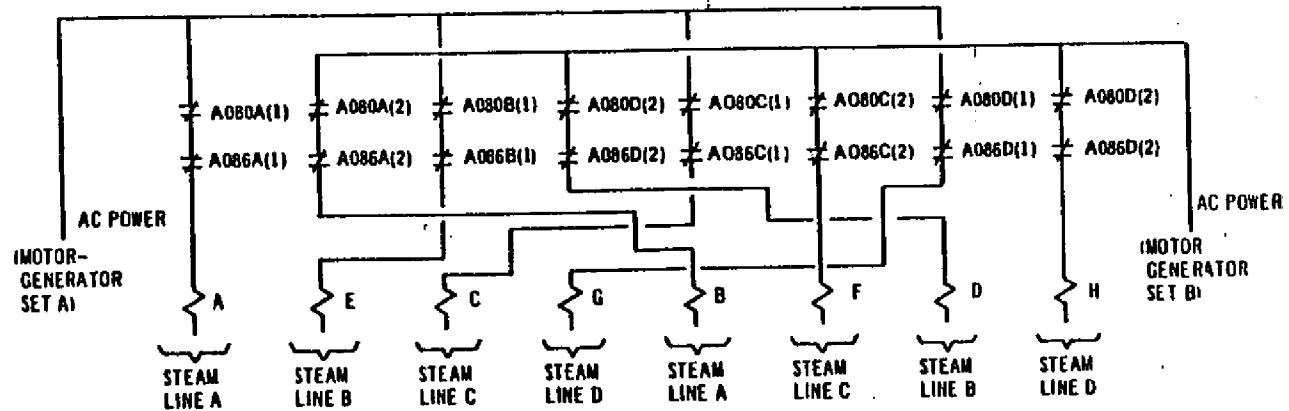 A080A(1) A080A(2) A080B(1) A080D(2) A080C(1) A080C(2) A080D(1) A080D(2)
A086A(1) A086A(2) A086B(1) A086D(2) A086C(1) A086C(2) A086D(1) A086D(2)
AC POWER
(MOTOR-
GENERATOR
SET A)
AC POWER
(MOTOR
GENERATOR
SET B)
A E C G B F D H
STEAM
LINE A
STEAM
LINE B
STEAM
LINE C
STEAM
LINE D
STEAM
LINE A
STEAM
LINE C
STEAM
LINE B
STEAM
LINE D